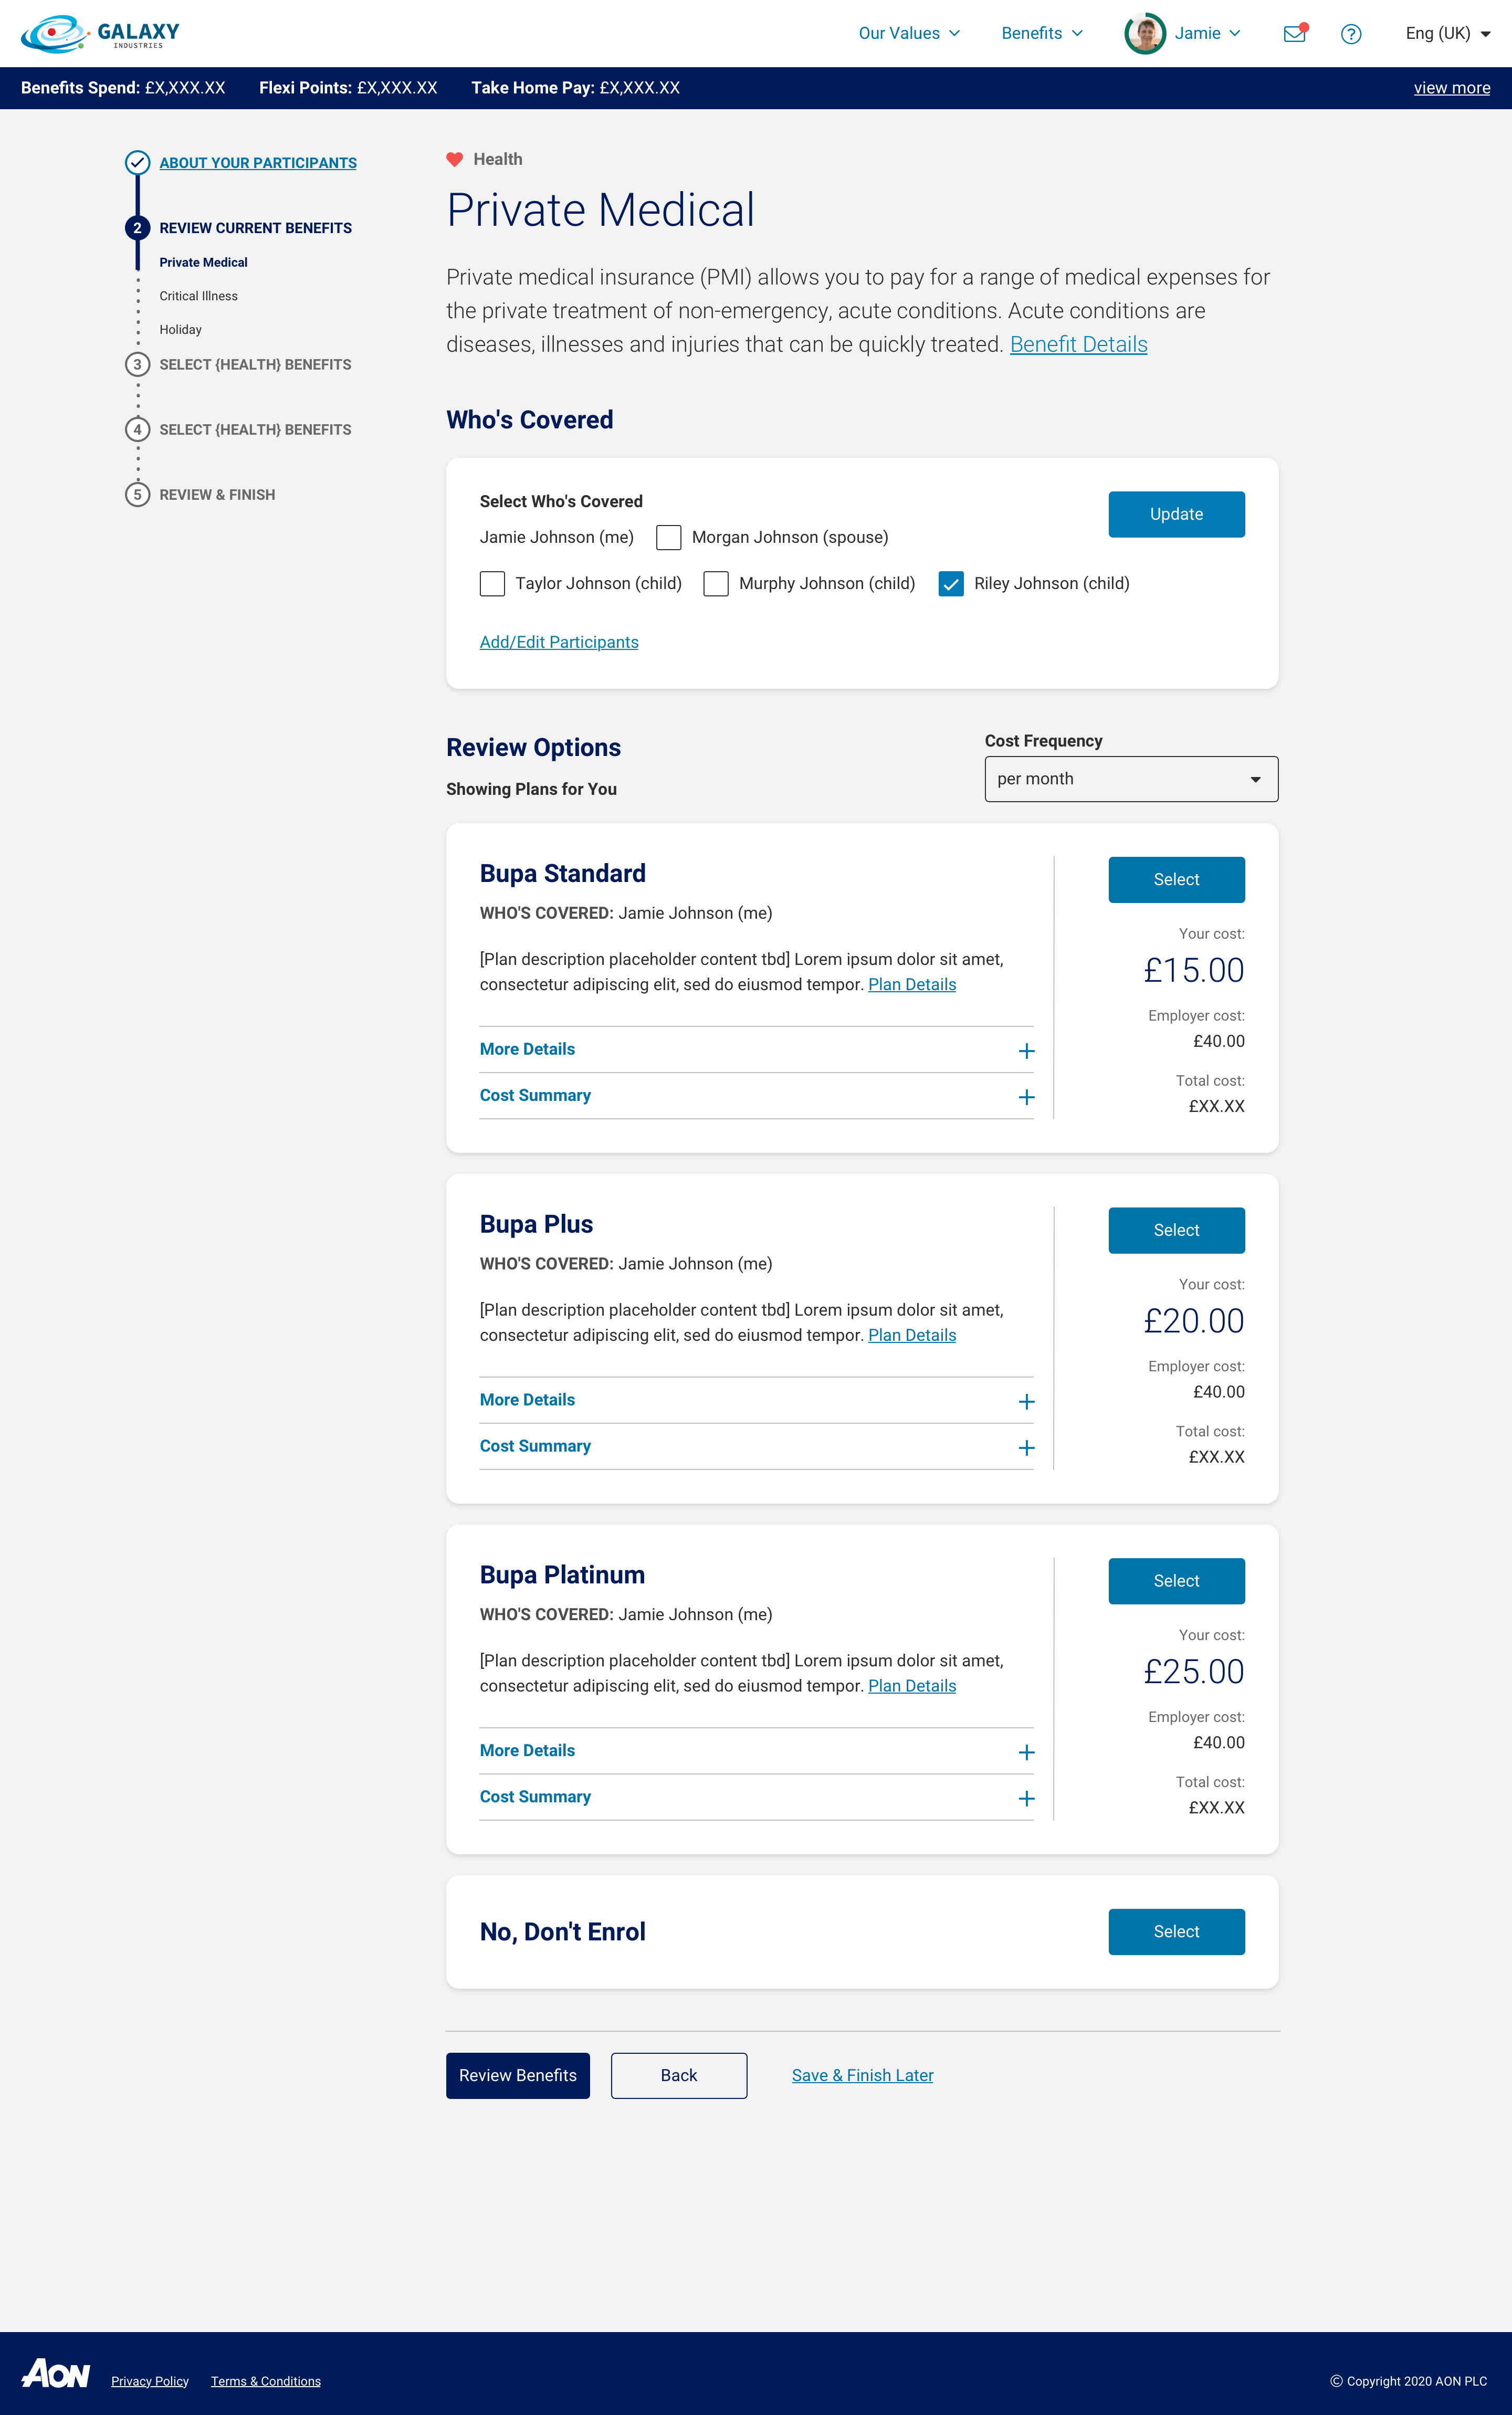 GALAXY
INDUSTRIES
Our Values
Benefits
Jamie
?
Eng (UK)
Benefits Spend: £X,XXX.XX
Flexi Points: £X,XXX.XX
Take Home Pay: £X,XXX.XX
view more
ABOUT YOUR PARTICIPANTS
2 REVIEW CURRENT BENEFITS
Private Medical
Critical Illness
Holiday
3 SELECT {HEALTH} BENEFITS
4 SELECT {HEALTH} BENEFITS
5 REVIEW & FINISH
Health
Private Medical
Private medical insurance (PMI) allows you to pay for a range of medical expenses for
the private treatment of non-emergency, acute conditions. Acute conditions are
diseases, illnesses and injuries that can be quickly treated. Benefit Details
Who's Covered
Select Who's Covered
Update
Jamie Johnson (me)
Morgan Johnson (spouse)
Taylor Johnson (child)
Murphy Johnson (child)
Riley Johnson (child)
Add/Edit Participants
Review Options
Showing Plans for You
Cost Frequency
per month
Bupa Standard
WHO'S COVERED: Jamie Johnson (me)
[Plan description placeholder content tbd] Lorem ipsum dolor sit amet,
consectetur adipiscing elit, sed do eiusmod tempor. Plan Details
More Details
Cost Summary
Select
Your cost:
£15.00
Employer cost:
£40.00
Total cost:
£XX.XX
Bupa Plus
WHO'S COVERED: Jamie Johnson (me)
[Plan description placeholder content tbd] Lorem ipsum dolor sit amet,
consectetur adipiscing elit, sed do eiusmod tempor. Plan Details
More Details
Cost Summary
Select
Your cost:
£20.00
Employer cost:
£40.00
Total cost:
£XX.XX
Bupa Platinum
WHO'S COVERED: Jamie Johnson (me)
[Plan description placeholder content tbd] Lorem ipsum dolor sit amet,
consectetur adipiscing elit, sed do eiusmod tempor. Plan Details
More Details
Cost Summary
Select
Your cost:
£25.00
Employer cost:
£40.00
Total cost:
£XX.XX
No, Don't Enrol
Select
Review Benefits
Back
Save & Finish Later
AON
Privacy Policy
Terms & Conditions
© Copyright 2020 AON PLC